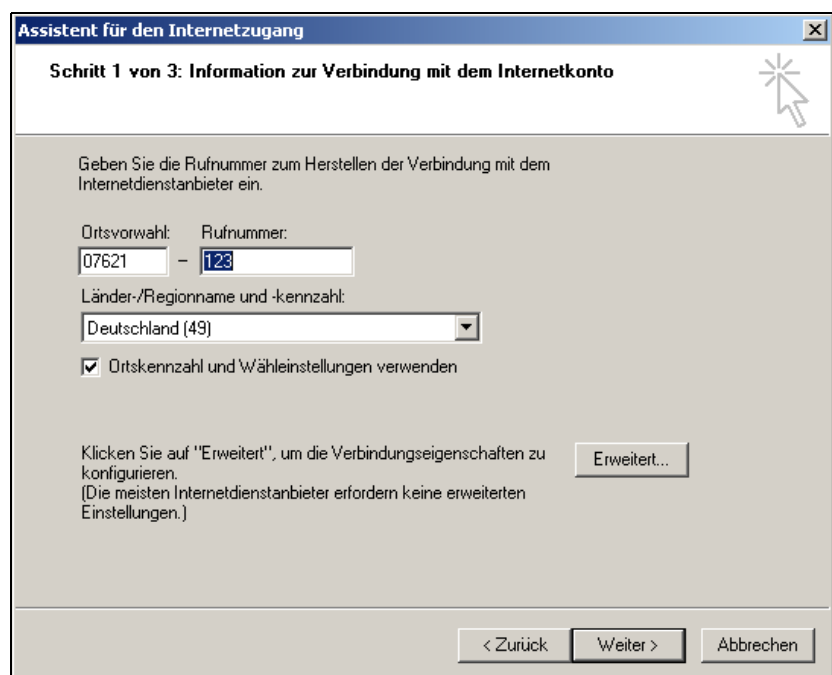 Assistent für den Internetzugang
Schritt 1 von 3: Information zur Verbindung mit dem Internetkonto
Geben Sie die Rufnummer zum Herstellen der Verbindung mit dem
Internetdienstanbieter ein.
Ortsvorwahl: Rufnummer:
07621 – 123
Länder-/Regionname und -kennzahl:
Deutschland (49)
Ortskennzahl und Wähleinstellungen verwenden
Klicken Sie auf "Erweitert", um die Verbindungseigenschaften zu
konfigurieren.
(Die meisten Internetdienstanbieter erfordern keine erweiterten
Einstellungen.)
Erweitert...
< Zurück Weiter > Abbrechen